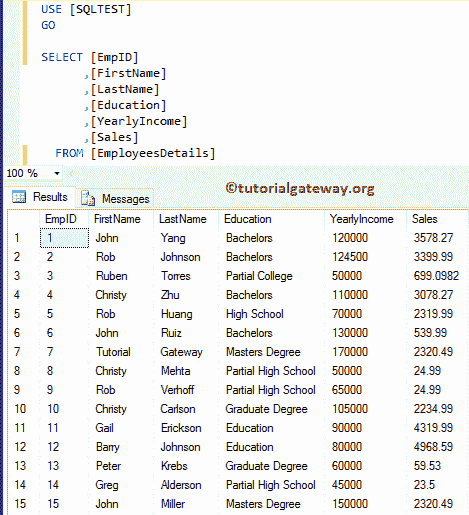 USE [SQLTEST]
GO
SELECT [EmpID]
,[FirstName]
,[LastName]
,[Education]
,[YearlyIncome]
,[Sales]
FROM [EmployeesDetails]
100 %
©tutorialgateway.org
Results Messages
EmpID FirstName LastName Education YearlyIncome Sales
1 1 John Yang Bachelors 120000 3578.27
2 2 Rob Johnson Bachelors 124500 3399.99
3 3 Ruben Torres Partial College 50000 699.0982
4 4 Christy Zhu Bachelors 110000 3078.27
5 5 Rob Huang High School 70000 2319.99
6 6 John Ruiz Bachelors 130000 539.99
7 7 Tutorial Gateway Masters Degree 170000 2320.49
8 8 Christy Mehta Partial High School 50000 24.99
9 9 Rob Verhoff Partial High School 65000 24.99
10 10 Christy Carlson Graduate Degree 105000 2234.99
11 11 Gail Erickson Education 90000 4319.99
12 12 Barry Johnson Education 80000 4968.59
13 13 Peter Krebs Graduate Degree 60000 59.53
14 14 Greg Alderson Partial High School 45000 23.5
15 15 John Miller Masters Degree 150000 2320.49